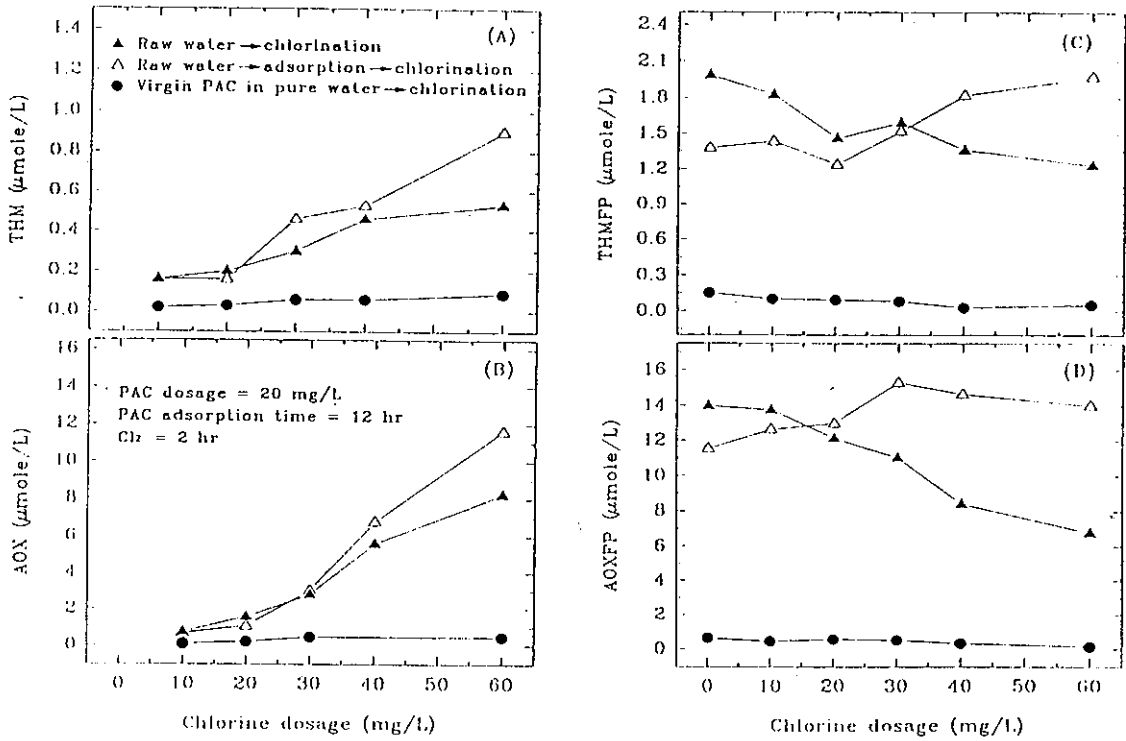 (A)
▲ Raw water→chlorination
△ Raw water→adsorption→chlorination
● Virgin PAC in pure water→chlorination
1.4
1.2
1.0
0.8
0.6
0.4
0.2
0.0
THM (μmole/L)
(B)
PAC dosage = 20 mg/L
PAC adsorption time = 12 hr
Cl₂ = 2 hr
16
14
12
10
8
6
4
2
0
AOX (μmole/L)
0 10 20 30 40 50 60
Chlorine dosage (mg/L)
(C)
2.4
2.1
1.8
1.5
1.2
0.9
0.6
0.3
0.0
THMFP (μmole/L)
(D)
16
14
12
10
8
6
4
2
0
AOXFP (μmole/L)
0 10 20 30 40 50 60
Chlorine dosage (mg/L)